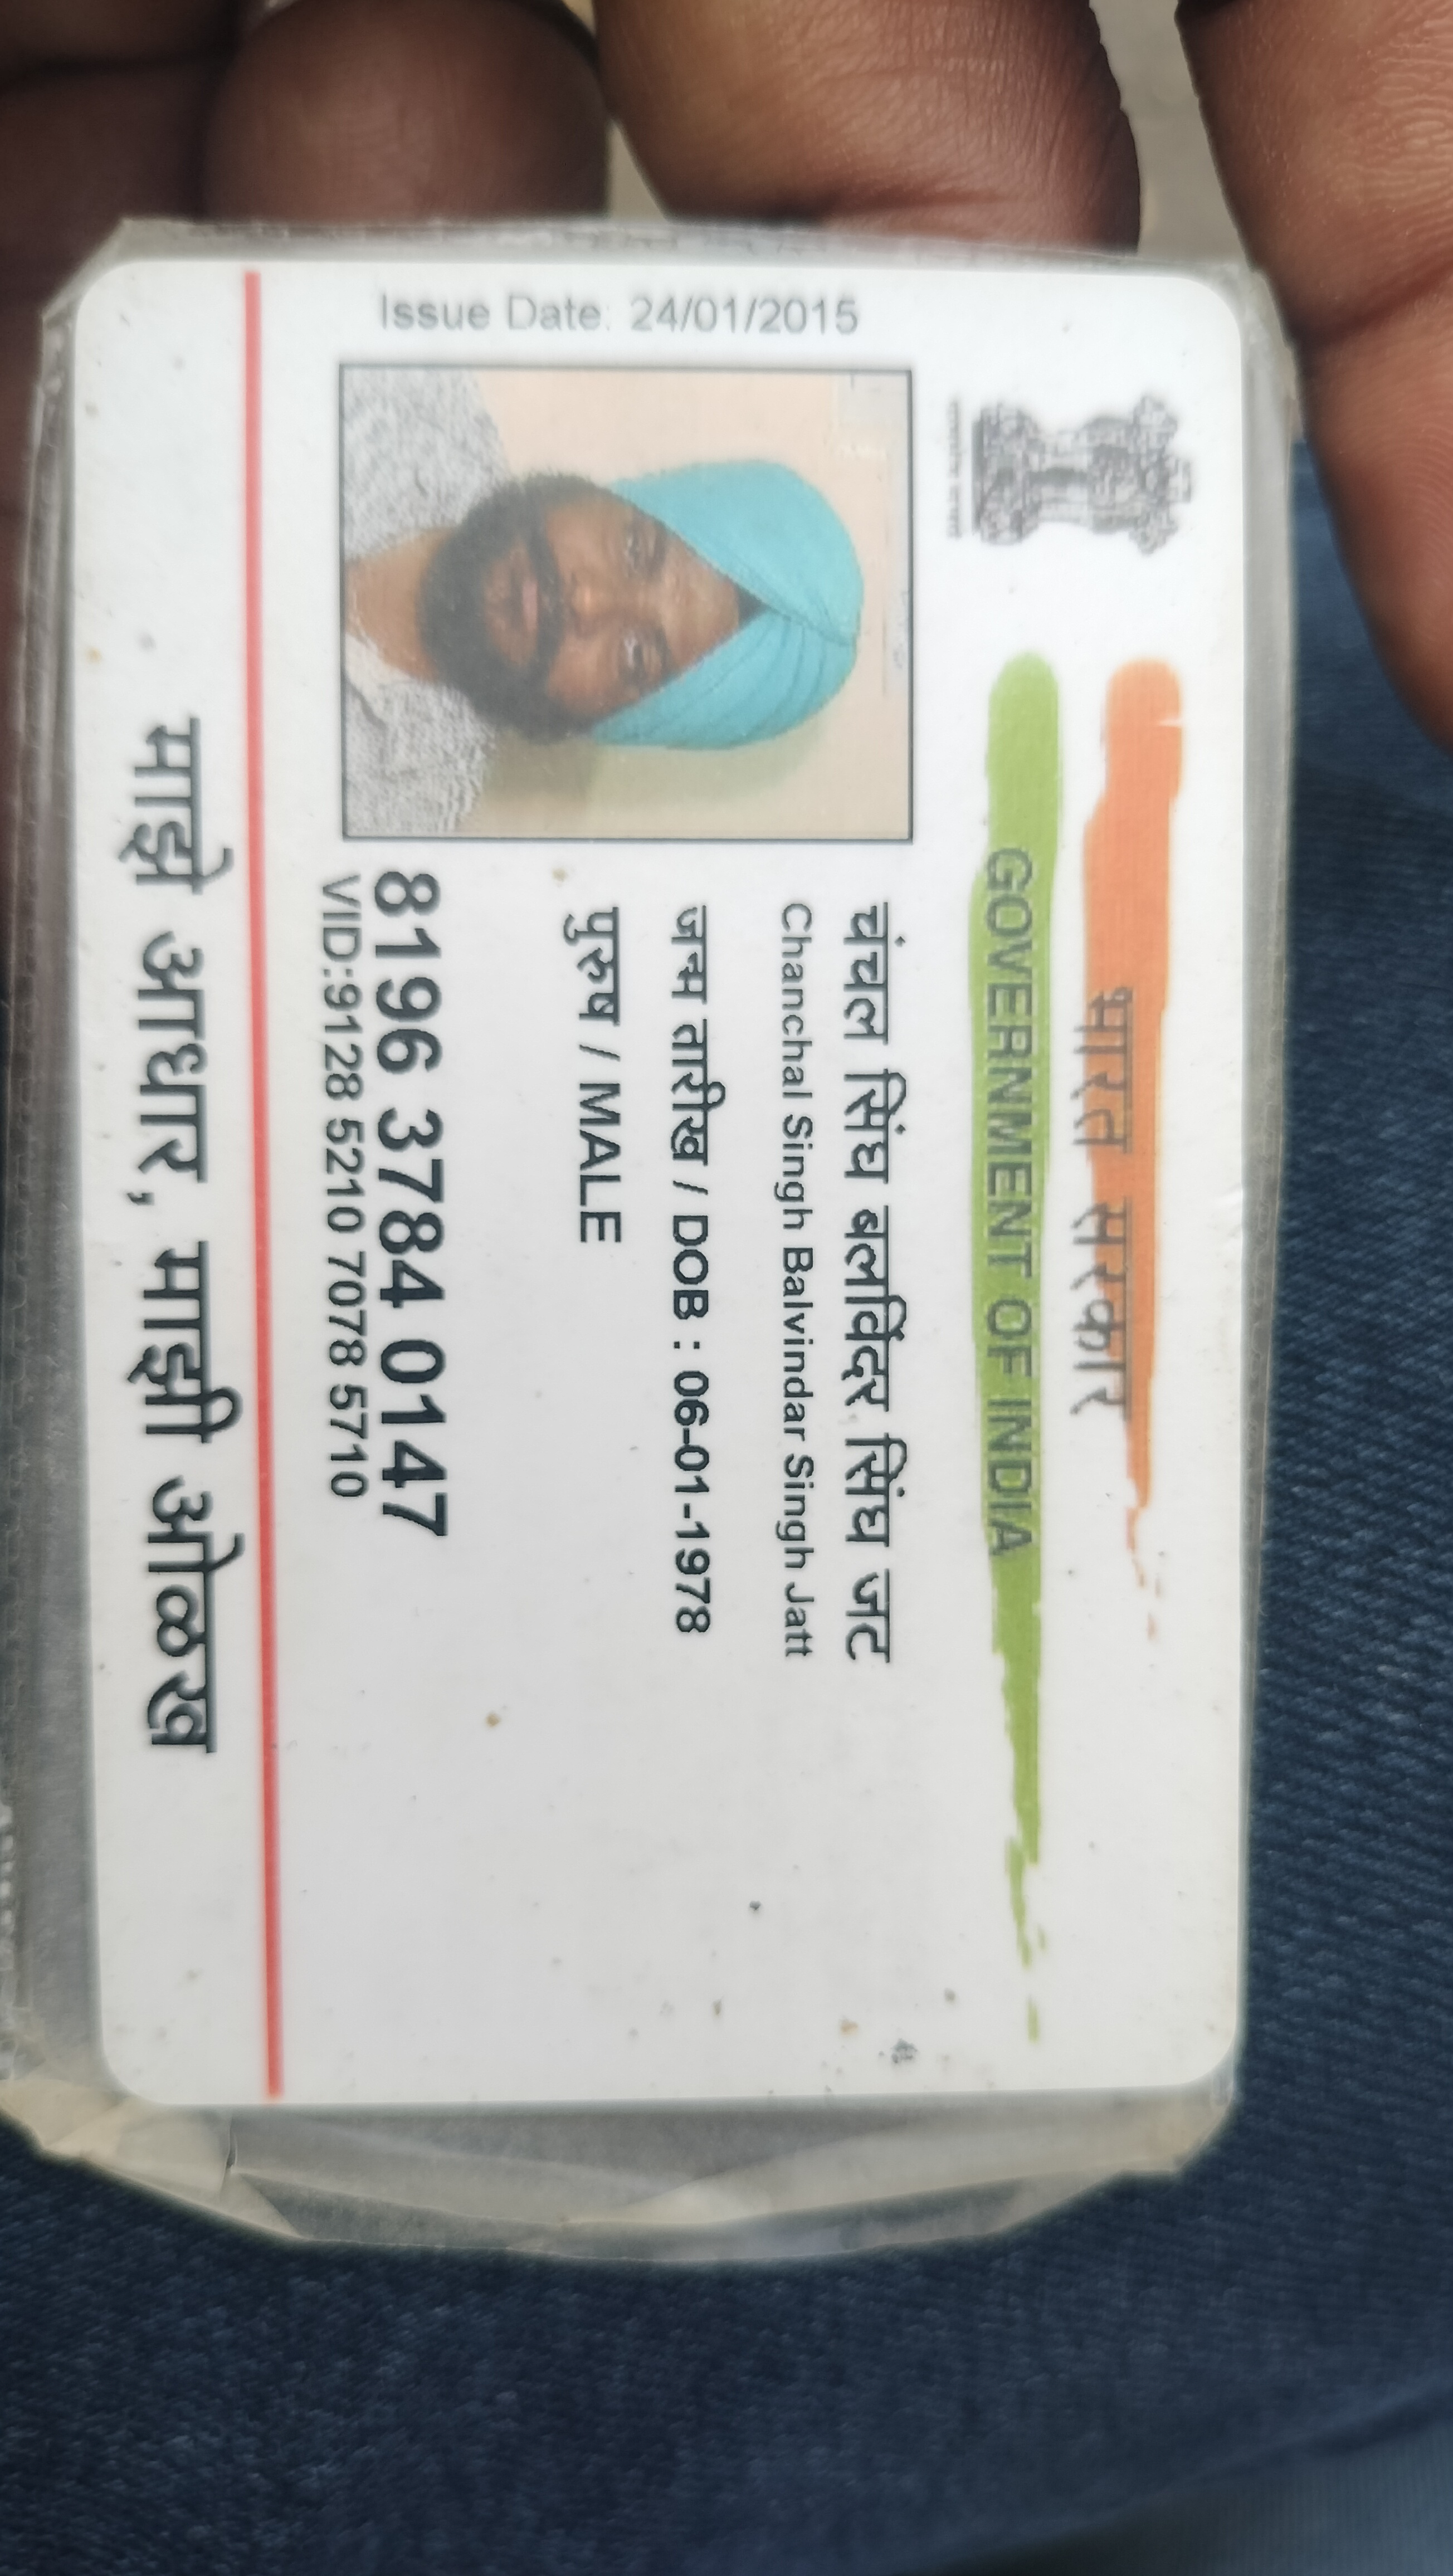 भारत सरकार
GOVERNMENT OF INDIA
Issue Date: 24/01/2015
चंचल सिंघ बलविंदर सिंघ जट
Chanchal Singh Balvindar Singh Jatt
जन्म तारीख / DOB : 06-01-1978
पुरुष / MALE
8196 3784 0147
VID:9128 5210 7078 5710
माझे आधार, माझी ओळख